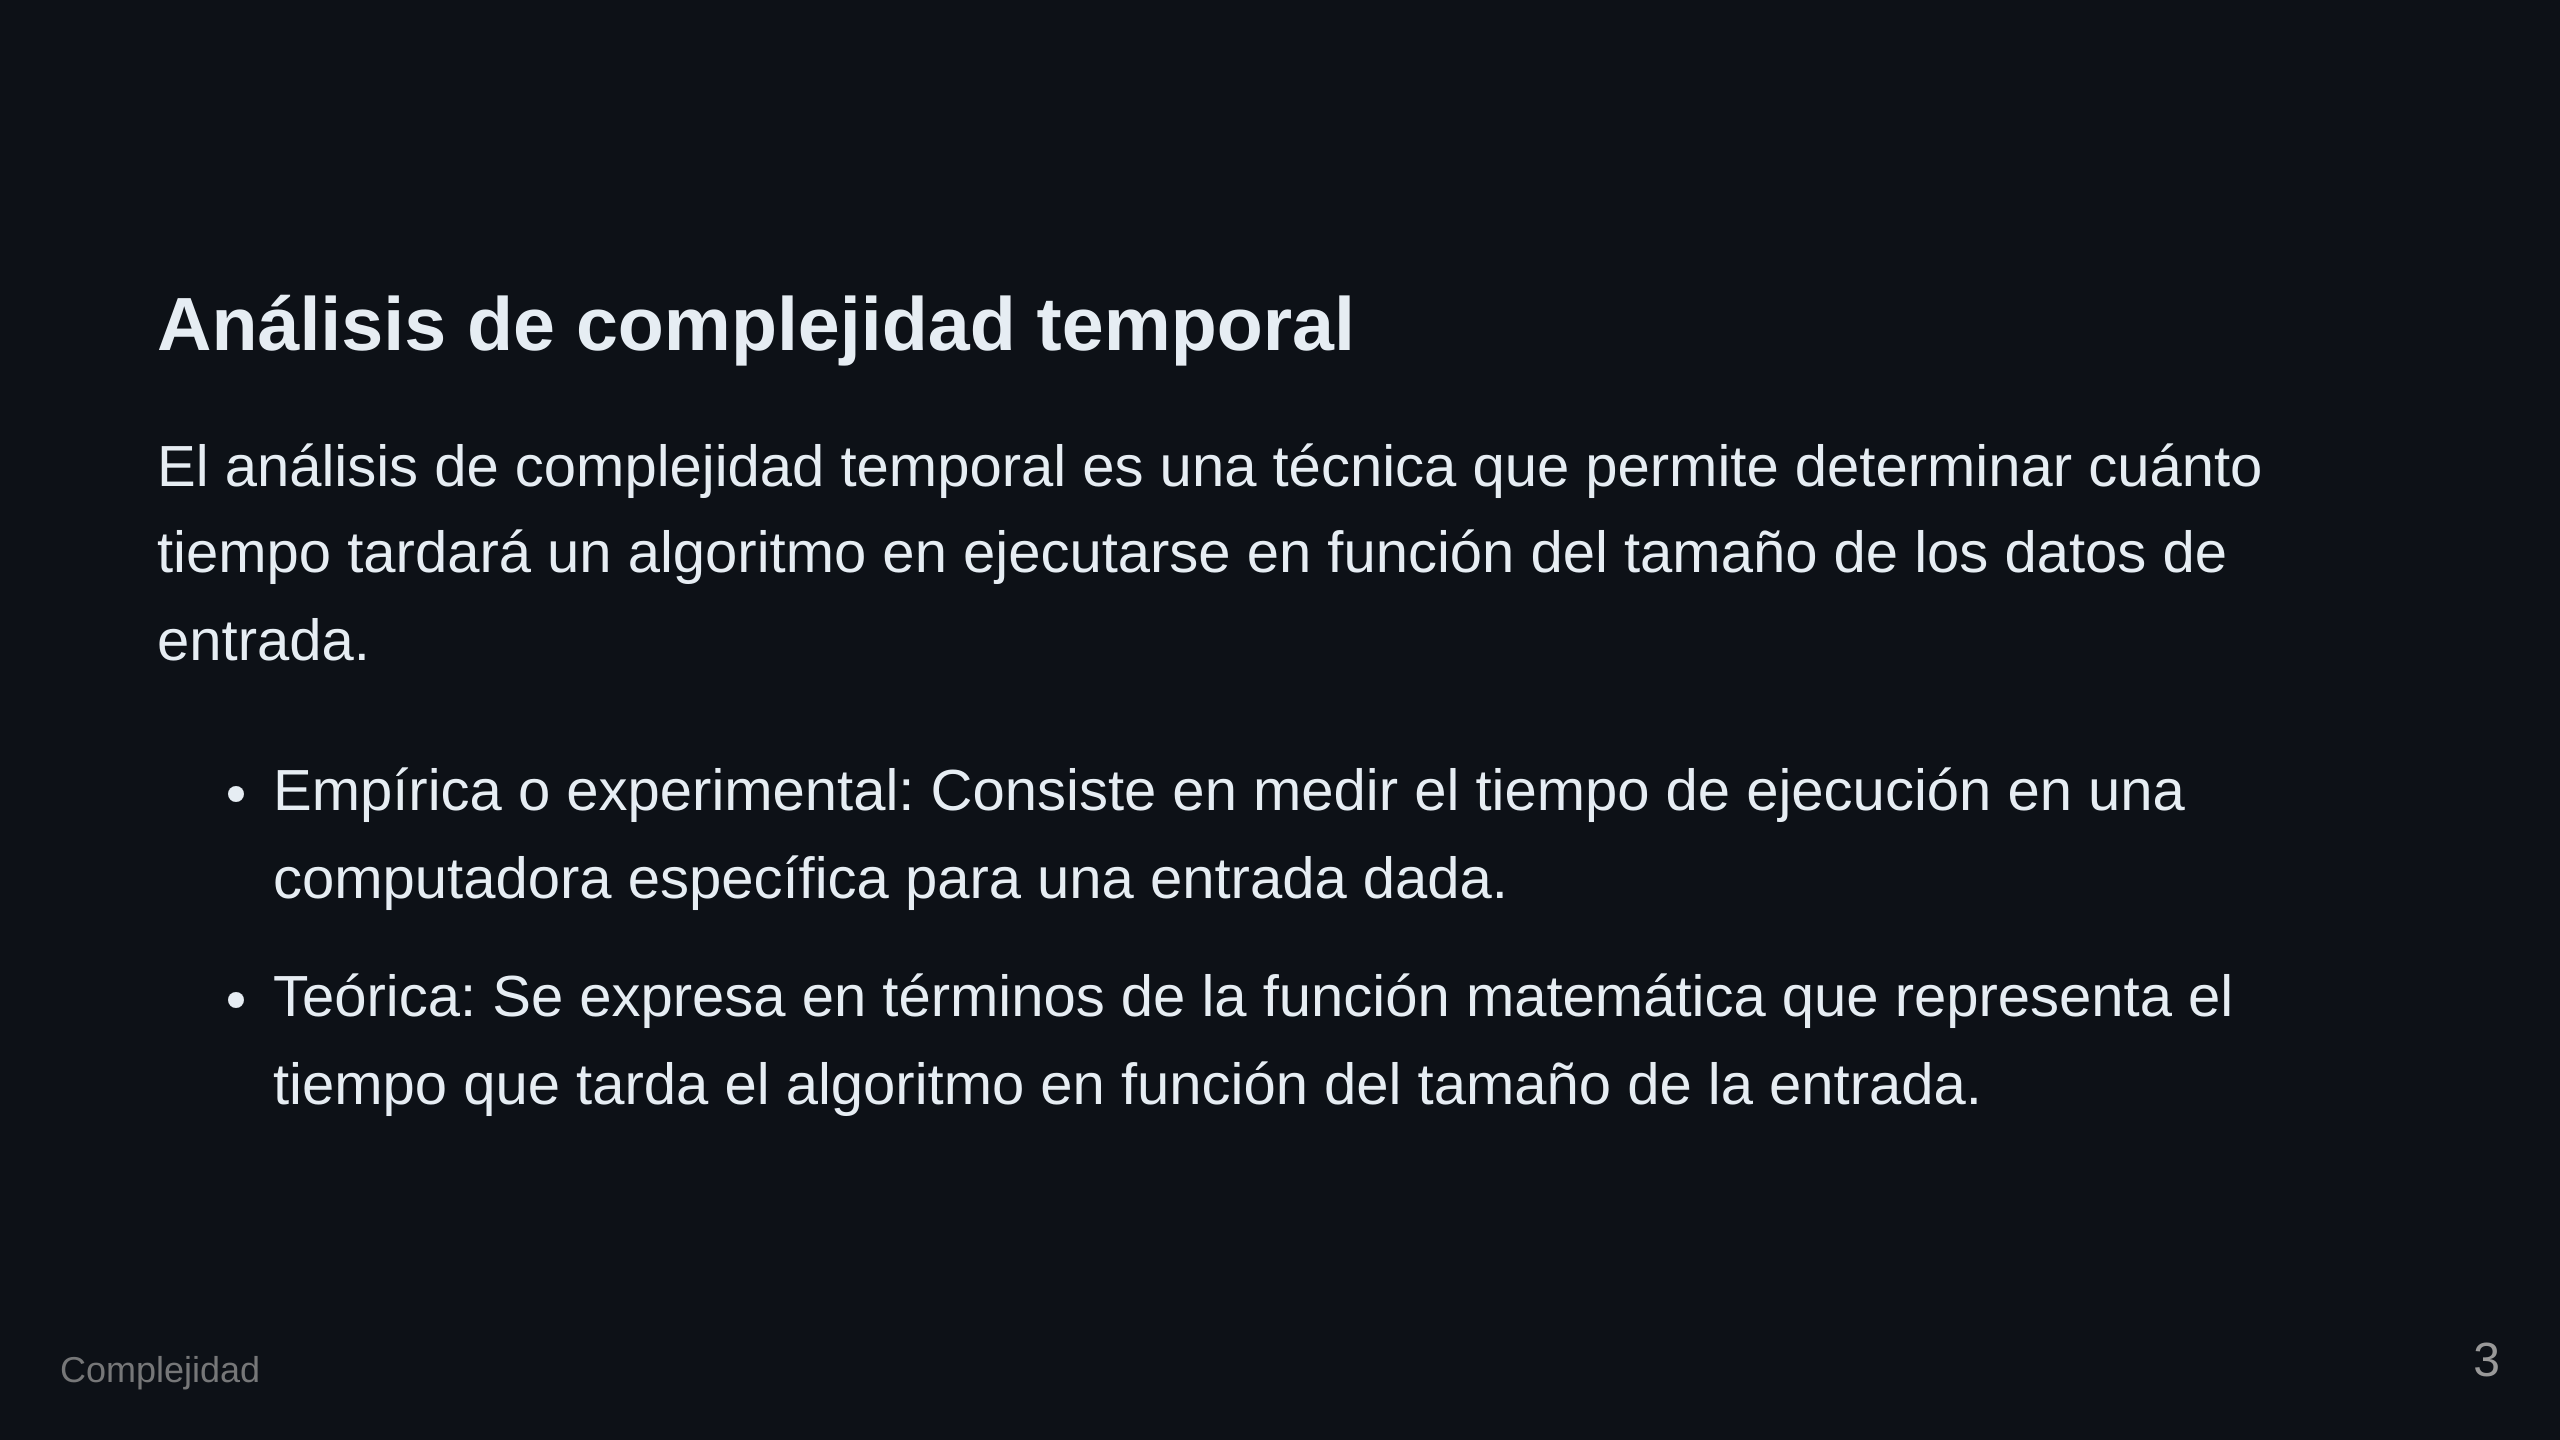 Análisis de complejidad temporal
El análisis de complejidad temporal es una técnica que permite determinar cuánto
tiempo tardará un algoritmo en ejecutarse en función del tamaño de los datos de
entrada.
• Empírica o experimental: Consiste en medir el tiempo de ejecución en una
computadora específica para una entrada dada.
• Teórica: Se expresa en términos de la función matemática que representa el
tiempo que tarda el algoritmo en función del tamaño de la entrada.
Complejidad
3